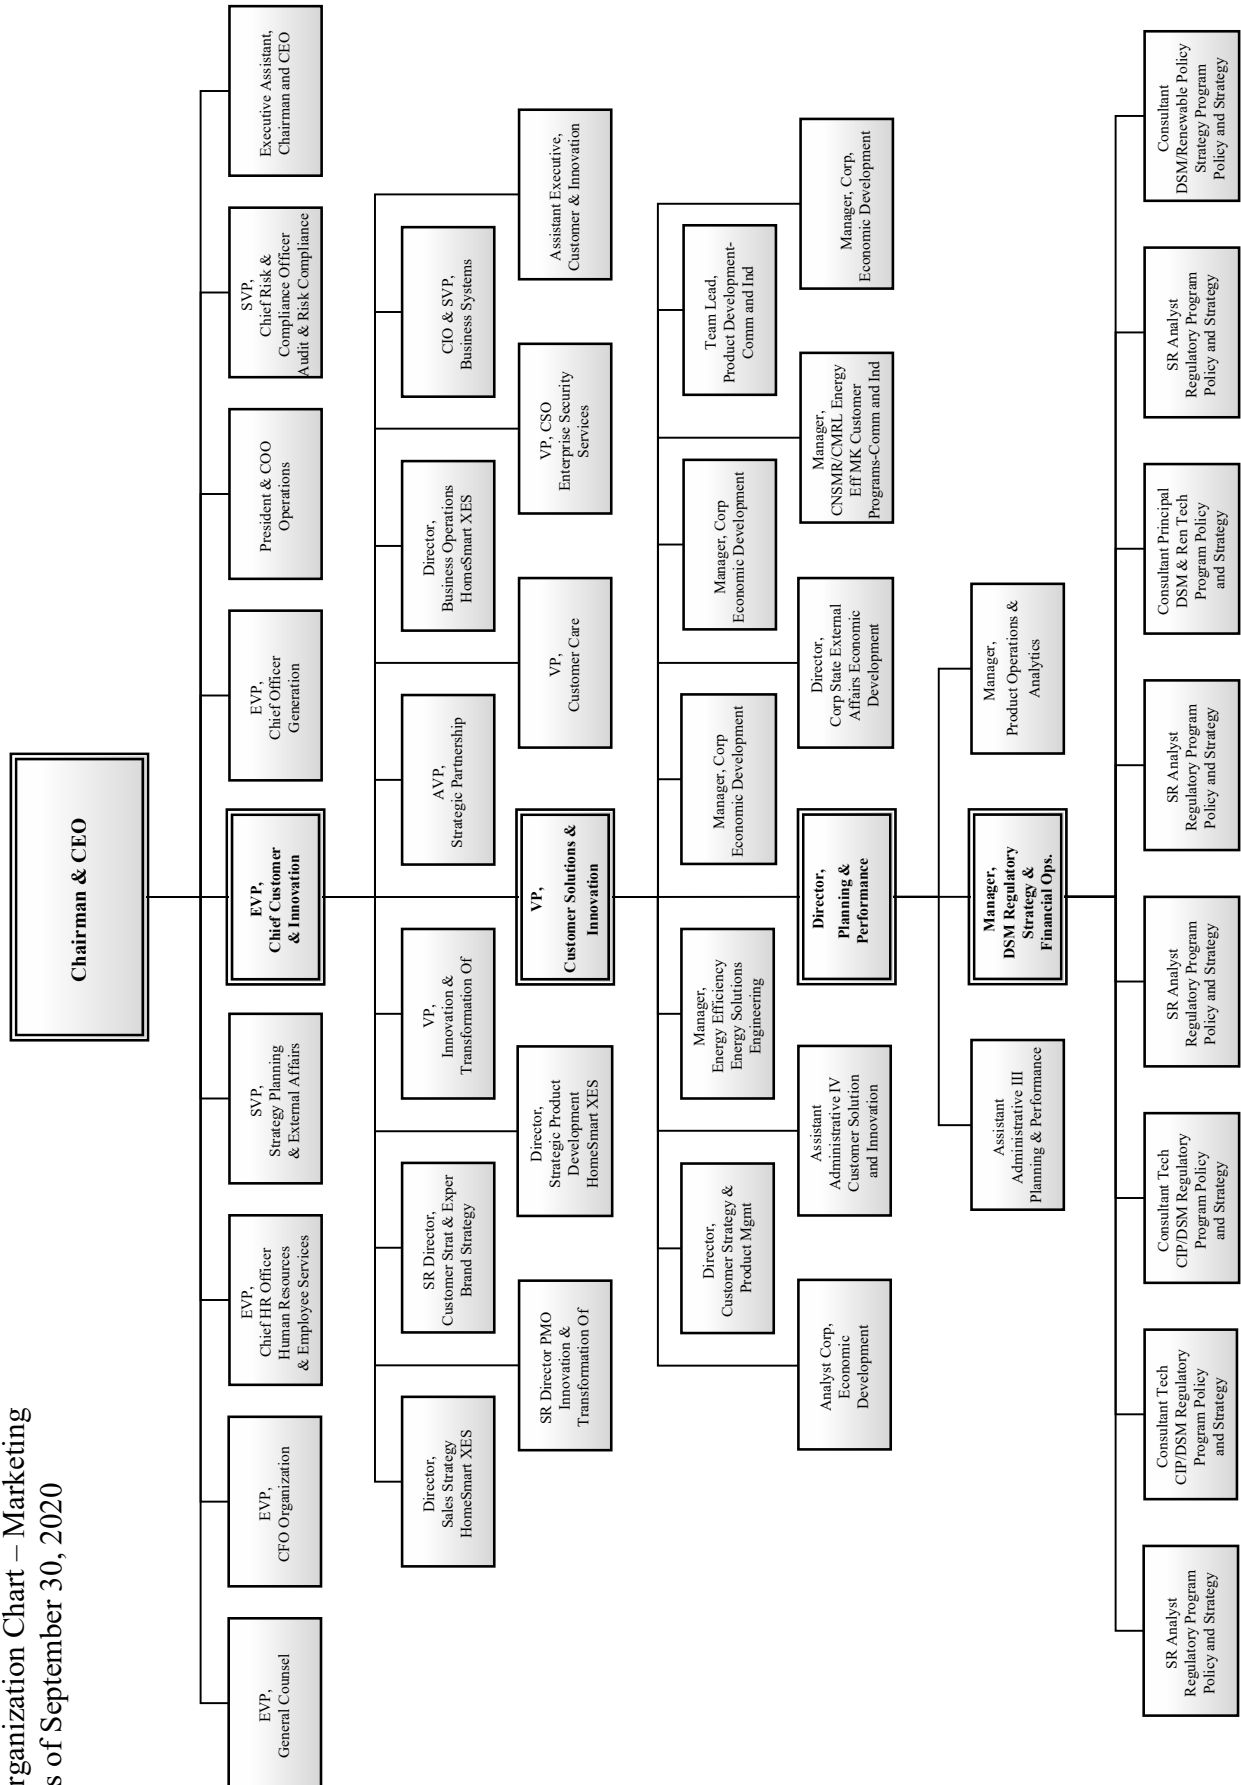 rganization Chart – Marketing
s of September 30, 2020
Chairman & CEO
EVP,
General Counsel
EVP,
CFO Organization
EVP,
Chief HR Officer
Human Resources
& Employee Services
SVP,
Strategy Planning
& External Affairs
EVP,
Chief Customer
& Innovation
EVP,
Chief Officer
Generation
President & COO
Operations
SVP,
Chief Risk &
Compliance Officer
Audit & Risk Compliance
Executive Assistant,
Chairman and CEO
Director,
Sales Strategy
HomeSmart XES
SR Director,
Customer Strat & Exper
Brand Strategy
VP,
Innovation &
Transformation Of
AVP,
Strategic Partnership
Director,
Business Operations
HomeSmart XES
CIO & SVP,
Business Systems
SR Director PMO
Innovation &
Transformation Of
Director,
Strategic Product
Development
HomeSmart XES
VP,
Customer Solutions &
Innovation
VP,
Customer Care
VP, CSO
Enterprise Security
Services
Assistant Executive,
Customer & Innovation
Director,
Customer Strategy &
Product Mgmt
Manager,
Energy Efficiency
Energy Solutions
Engineering
Manager, Corp
Economic Development
Manager, Corp
Economic Development
Team Lead,
Product Development-
Comm and Ind
Analyst Corp,
Economic
Development
Assistant
Administrative IV
Customer Solution
and Innovation
Director,
Planning &
Performance
Director,
Corp State External
Affairs Economic
Development
Manager,
CNSMR/CMRL Energy
Eff MK Customer
Programs-Comm and Ind
Manager, Corp,
Economic Development
Assistant
Administrative III
Planning & Performance
Manager,
DSM Regulatory
Strategy &
Financial Ops.
Manager,
Product Operations &
Analytics
SR Analyst
Regulatory Program
Policy and Strategy
Consultant Tech
CIP/DSM Regulatory
Program Policy
and Strategy
Consultant Tech
CIP/DSM Regulatory
Program Policy
and Strategy
SR Analyst
Regulatory Program
Policy and Strategy
SR Analyst
Regulatory Program
Policy and Strategy
Consultant Principal
DSM & Ren Tech
Program Policy
and Strategy
SR Analyst
Regulatory Program
Policy and Strategy
Consultant
DSM/Renewable Policy
Strategy Program
Policy and Strategy